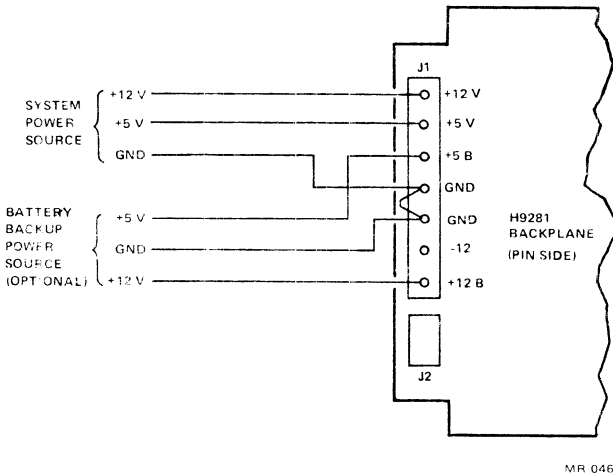 J1
SYSTEM
POWER
SOURCE
+12 V
+5 V
GND
BATTERY
BACKUP
POWER
SOURCE
(OPTIONAL)
+5 V
GND
+12 V
+12 V
+5 V
+5 B
GND
GND
-12
+12 B
H9281
BACKPLANE
(PIN SIDE)
J2
MR 046